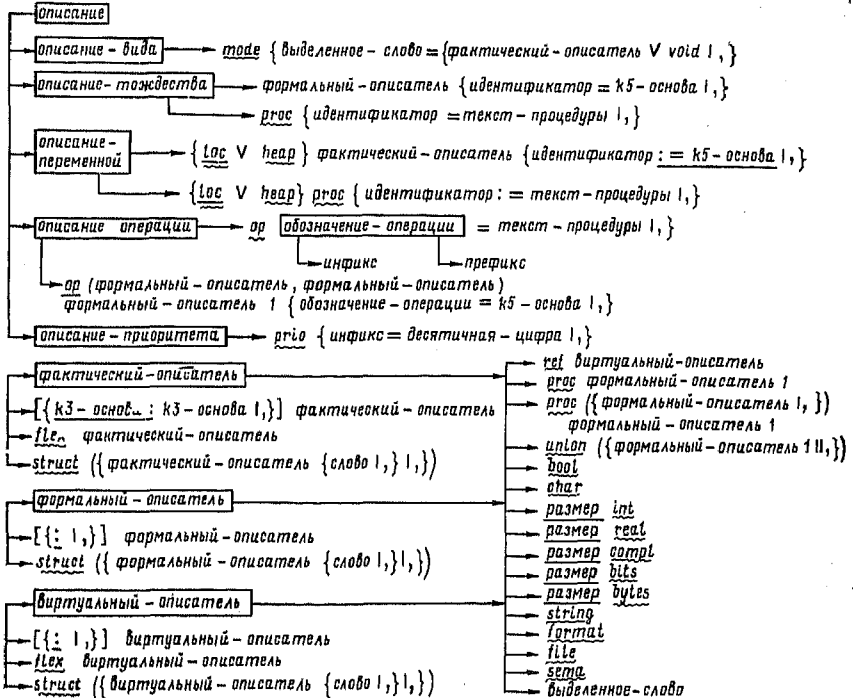 описание
описание - вида mode { выделенное - слово = {фактический - описатель V void | , }
описание - тождества формальный - описатель {идентификатор = k5 - основа | , }
proc {идентификатор = текст - процедуры | , }
описание -
переменной { loc V heap } фактический - описатель {идентификатор := k5 - основа | , }
{ loc V heap } proc { идентификатор := текст - процедуры | , }
описание операции op обозначение - операции = текст - процедуры | , }
инфикс префикс
op (формальный - описатель, формальный - описатель)
формальный - описатель 1 { обозначение - операции = k5 - основа | , }
описание - приоритета prio { инфикс = десятичная - цифра | , }
фактический - описатель
[{ k3 - основ : k3 - основа | , }] фактический - описатель
фактический - описатель
struct ({ фактический - описатель {слово | , } | , })
формальный - описатель
[{ : | , }] формальный - описатель
struct ({ формальный - описатель {слово | , } | , })
виртуальный - описатель
[{ : | , }] виртуальный - описатель
flex виртуальный - описатель
struct ({ виртуальный - описатель {слово | , } | , })
ref виртуальный - описатель
proc формальный - описатель 1
proc ({ формальный - описатель | , })
формальный - описатель 1
union ({ формальный - описатель 1 || , })
bool
char
размер int
размер real
размер compl
размер bits
размер bytes
string
format
file
sema
выделенное - слово